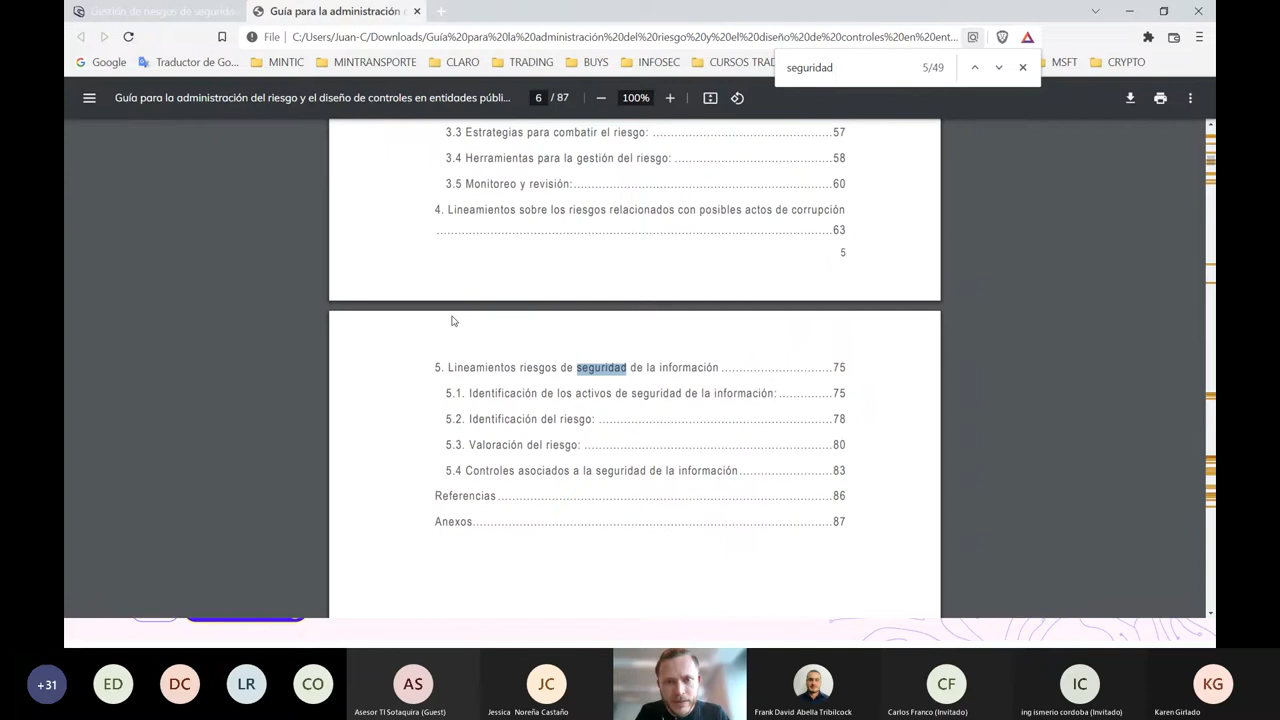 Gestión de riesgos de segurida
Guía para la administración d
File
C:/Users/Juan-C/Downloads/Guía%20para%20la%20administración%20del%20riesgo%20y%20el%20diseño%20de%20controles%20en%20ent...
Google
Traductor de Go...
MINTIC
MINTRANSPORTE
CLARO
TRADING
BUYS
INFOSEC
CURSOS TRAD
MSFT
CRYPTO
seguridad
5/49
Guía para la administración del riesgo y el diseño de controles en entidades públi...
6 / 87
100%
3.3 Estrategias para combatir el riesgo: ................................................57
3.4 Herramientas para la gestión del riesgo: ..........................................58
3.5 Monitoreo y revisión:....................................................................60
4. Lineamientos sobre los riesgos relacionados con posibles actos de corrupción
..........................................................................................................63
5
5. Lineamientos riesgos de seguridad de la información .............................75
5.1. Identificación de los activos de seguridad de la información: ..............75
5.2. Identificación del riesgo: ...............................................................78
5.3. Valoración del riesgo: ...................................................................80
5.4 Controles asociados a la seguridad de la información.........................83
Referencias .........................................................................................86
Anexos................................................................................................87
+31
ED
DC
LR
CO
AS
JC
CF
IC
KG
Asesor TI Sotaquira (Guest)
Jessica Noreña Castaño
Frank David Abella Tribilcock
Carlos Franco (Invitado)
ing ismerio cordoba (Invitado)
Karen Girlado